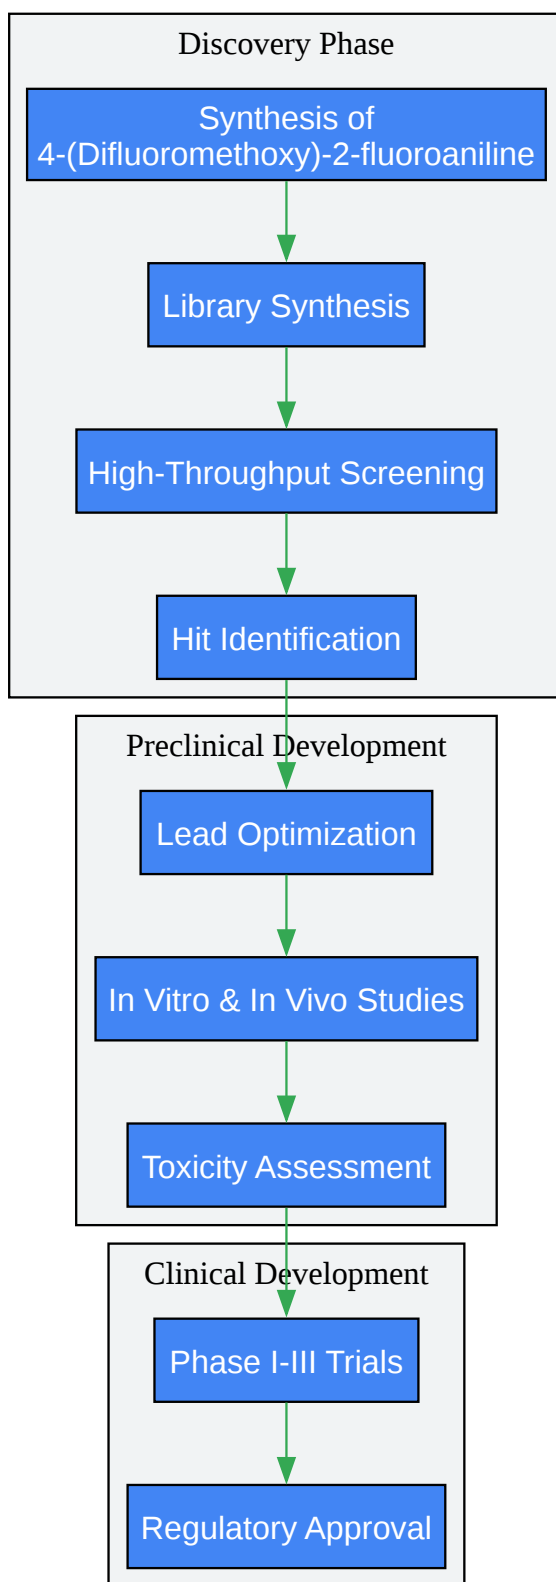 Discovery Phase
Synthesis of
4-(Difluoromethoxy)-2-fluoroaniline
Library Synthesis
High-Throughput Screening
Hit Identification
Preclinical Development
Lead Optimization
In Vitro & In Vivo Studies
Toxicity Assessment
Clinical Development
Phase I-III Trials
Regulatory Approval